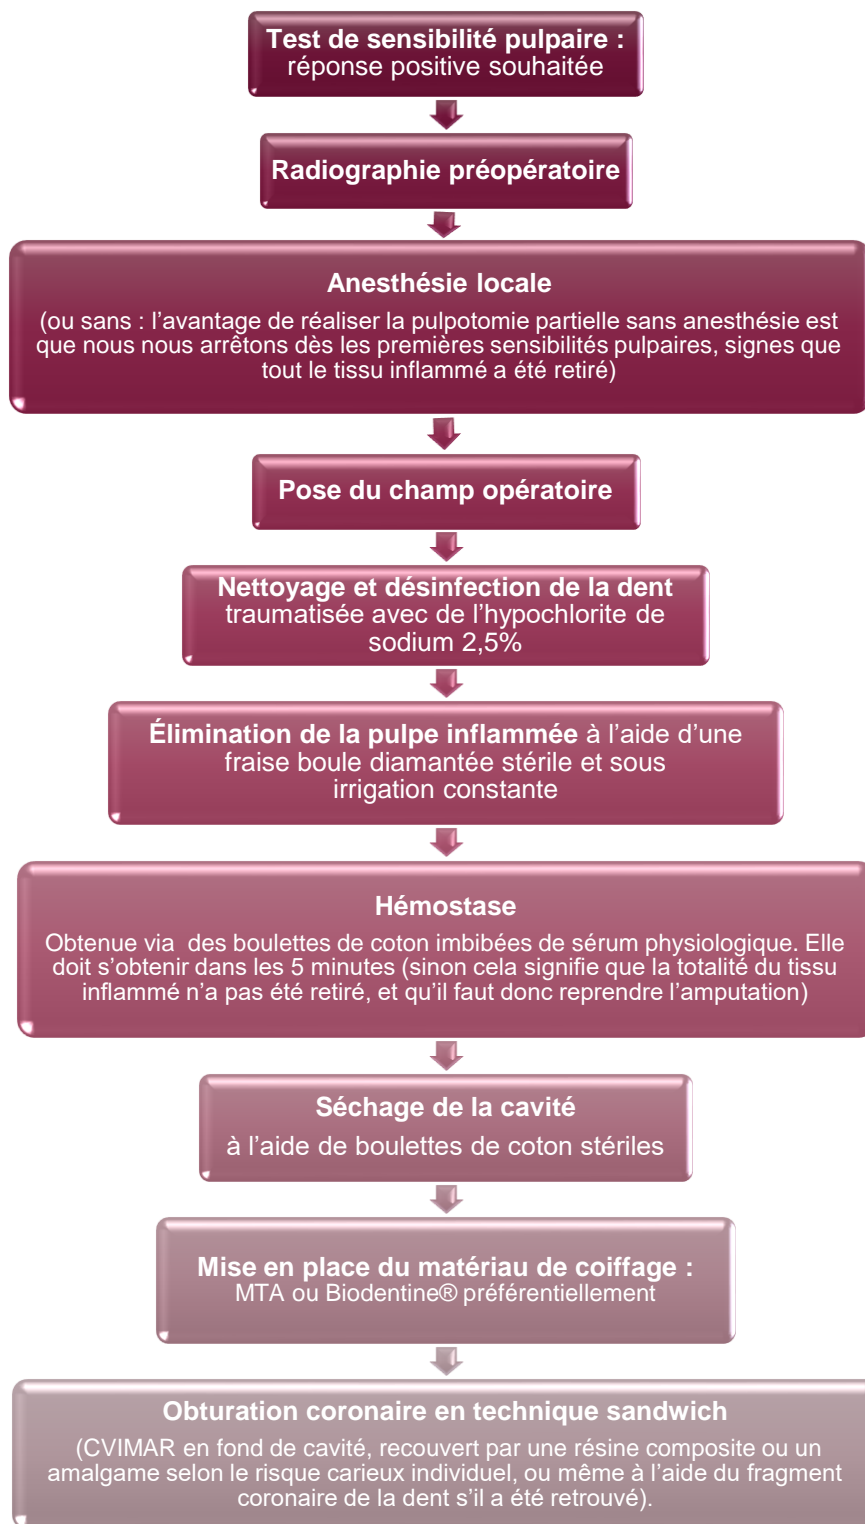 Test de sensibilité pulpaire :
réponse positive souhaitée
Radiographie préopératoire
Anesthésie locale
(ou sans : l’avantage de réaliser la pulpotomie partielle sans anesthésie est
que nous nous arrêtons dès les premières sensibilités pulpaires, signes que
tout le tissu inflammé a été retiré)
Pose du champ opératoire
Nettoyage et désinfection de la dent
traumatisée avec de l’hypochlorite de
sodium 2,5%
Élimination de la pulpe inflammée à l’aide d’une
fraise boule diamantée stérile et sous
irrigation constante
Hémostase
Obtenue via des boulettes de coton imbibées de sérum physiologique. Elle
doit s’obtenir dans les 5 minutes (sinon cela signifie que la totalité du tissu
inflammé n’a pas été retiré, et qu’il faut donc reprendre l’amputation)
Séchage de la cavité
à l’aide de boulettes de coton stériles
Mise en place du matériau de coiffage :
MTA ou Biodentine® préférentiellement
Obturation coronaire en technique sandwich
(CVIMAR en fond de cavité, recouvert par une résine composite ou un
amalgame selon le risque carieux individuel, ou même à l’aide du fragment
coronaire de la dent s’il a été retrouvé).